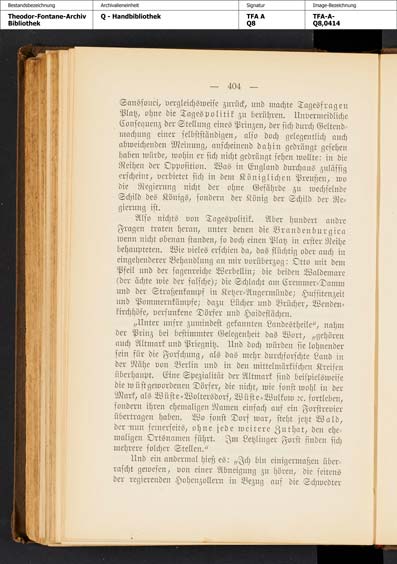 Bestandsbezeichnung
Archivalieneinheit
Signatur
Image-Bezeichnung
Theodor-Fontane-Archiv
Bibliothek
Q - Handbibliothek
TFA A
Q8
TFA-A-
Q8,0414
— 404 —
Sanssouci, vergleichsweise zurück, und machte Tagesfragen
Platz, ohne die Tagespolitik zu berühren. Unvermeidliche
Consequenz der Stellung eines Prinzen, der sich durch Geltend-
machung einer selbstständigen, also doch gelegentlich auch
abweichenden Meinung, anscheinend dahin gedrängt gesehen
haben würde, wohin er sich nicht gedrängt sehen wollte: in die
Reihen der Opposition. Was in England durchaus zulässig
erscheint, verbietet sich in dem Königlichen Preußen, wo
die Regierung nicht der ohne Gefährde zu wechselnde
Schild des Königs, sondern der König der Schild der Re-
gierung ist.
Also nichts von Tagespolitik. Aber hundert andre
Fragen traten heran, unter denen die Brandenburgica
wenn nicht obenan standen, so doch einen Platz in erster Reihe
behaupteten. Wie vieles erschien da, das flüchtig oder auch in
eingehenderer Behandlung an mir vorüberzog: Otto mit dem
Pfeil und der sagenreiche Werbellin; die beiden Waldemare
(der ächte wie der falsche); die Schlacht am Cremmer-Damm
und der Straßenkampf in Ketzer-Angermünde; Hussitenzeit
und Pommernkämpfe; dazu Lücher und Brücher, Wenden-
kirchhöfe, versunkene Dörfer und Haideflächen.
„Unter unsre zumindest gekannten Landestheile“, nahm
der Prinz bei bestimmter Gelegenheit das Wort, „gehören
auch Altmark und Priegnitz. Und doch würden sie lohnender
sein für die Forschung, als das mehr durchforschte Land in
der Nähe von Berlin und in den mittelmärkischen Kreisen
überhaupt. Eine Spezialität der Altmark sind beispielsweise
die wüstgewordenen Dörfer, die nicht, wie sonst wohl in der
Mark, als Wüste-Woltersdorf, Wüste-Wulkow ꝛc. fortleben,
sondern ihren ehemaligen Namen einfach auf ein Forstrevier
übertragen haben. Wo sonst Dorf war, steht jetzt Wald,
der nun seinerseits, ohne jede weitere Zuthat, den ehe-
maligen Ortsnamen führt. Im Letzlinger Forst finden sich
mehrere solcher Stellen.“
Und ein andermal hieß es: „Ich bin einigermaßen über-
rascht gewesen, von einer Abneigung zu hören, die seitens
der regierenden Hohenzollern in Bezug auf die Schwedter